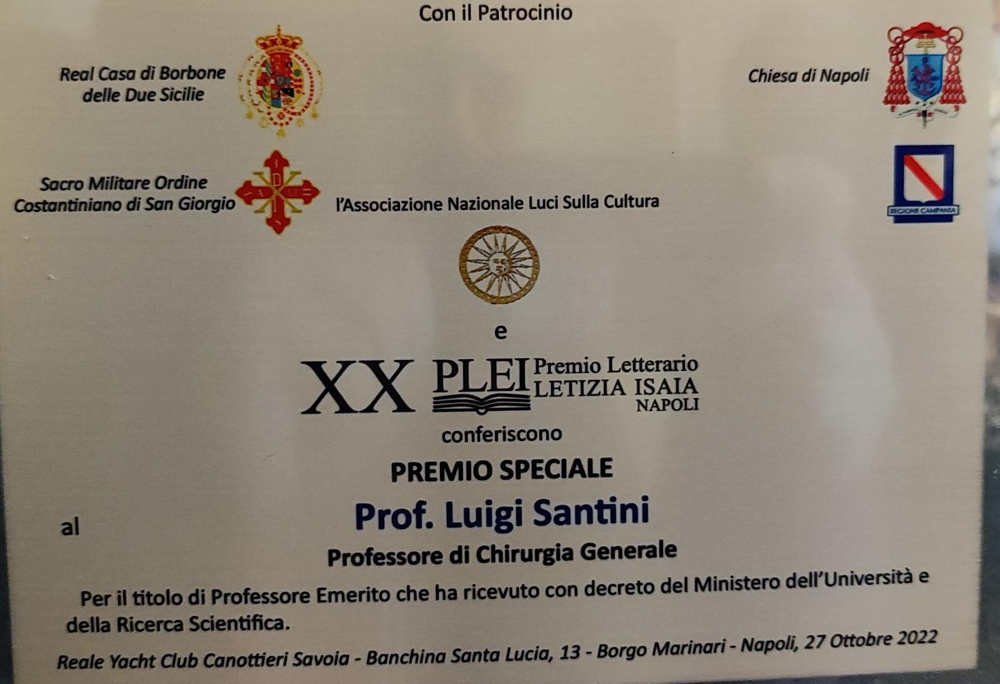 Con il Patrocinio
Real Casa di Borbone
delle Due Sicilie
Chiesa di Napoli
Sacro Militare Ordine
Costantiniano di San Giorgio
l'Associazione Nazionale Luci Sulla Cultura
REGIONE CAMPANIA
e
XX PLEI Premio Letterario
LETIZIA ISAIA
NAPOLI
conferiscono
PREMIO SPECIALE
al Prof. Luigi Santini
Professore di Chirurgia Generale
Per il titolo di Professore Emerito che ha ricevuto con decreto del Ministero dell'Università e
della Ricerca Scientifica.
Reale Yacht Club Canottieri Savoia - Banchina Santa Lucia, 13 - Borgo Marinari - Napoli, 27 Ottobre 2022